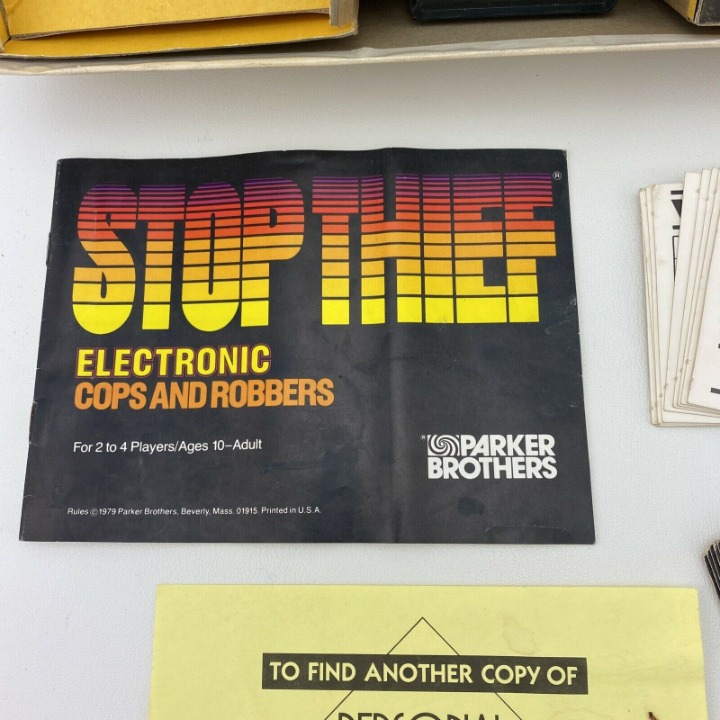 STOP THIEF®
ELECTRONIC
COPS AND ROBBERS
For 2 to 4 Players/Ages 10–Adult
PARKER
BROTHERS
Rules © 1979 Parker Brothers, Beverly, Mass. 01915. Printed in U.S.A.
TO FIND ANOTHER COPY OF
PERSONAL